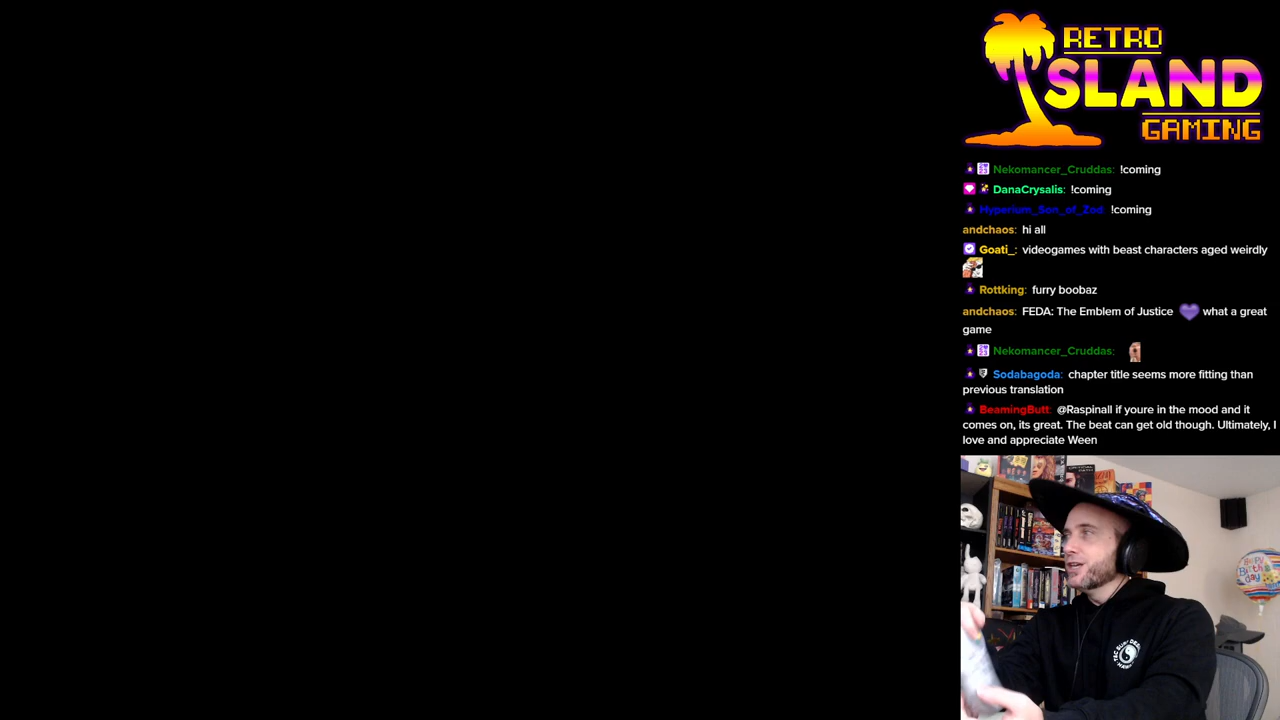 RETRO
ISLAND
GAMING
Nekomancer_Cruddas: !coming
DanaCrysalis: !coming
Hyperium_Son_of_Zod: !coming
andchaos: hi all
Goati_: videogames with beast characters aged weirdly
Rottking: furry boobaz
andchaos: FEDA: The Emblem of Justice what a great
game
Nekomancer_Cruddas:
Sodabagoda: chapter title seems more fitting than
previous translation
BeamingButt: @Raspinall if youre in the mood and it
comes on, its great. The beat can get old though. Ultimately, I
love and appreciate Ween